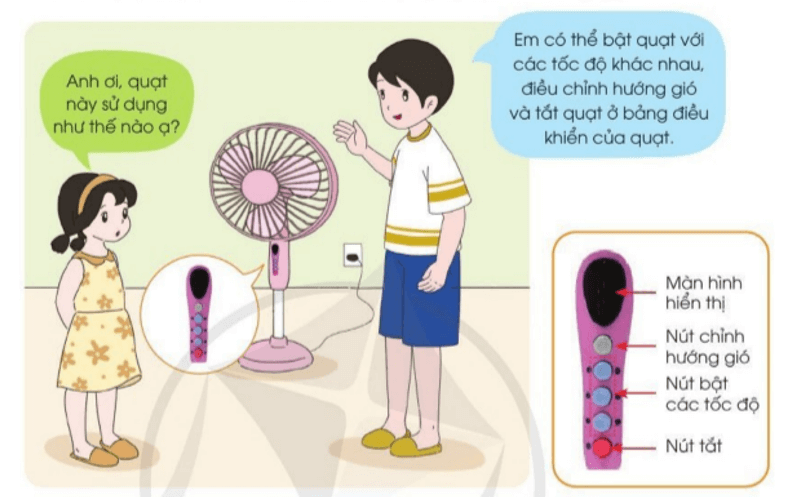 Anh ơi, quạt
này sử dụng
như thế nào ạ?
Em có thể bật quạt với
các tốc độ khác nhau,
điều chỉnh hướng gió
và tắt quạt ở bảng điều
khiển của quạt.
Màn hình
hiển thị
Nút chỉnh
hướng gió
Nút bật
các tốc độ
Nút tắt